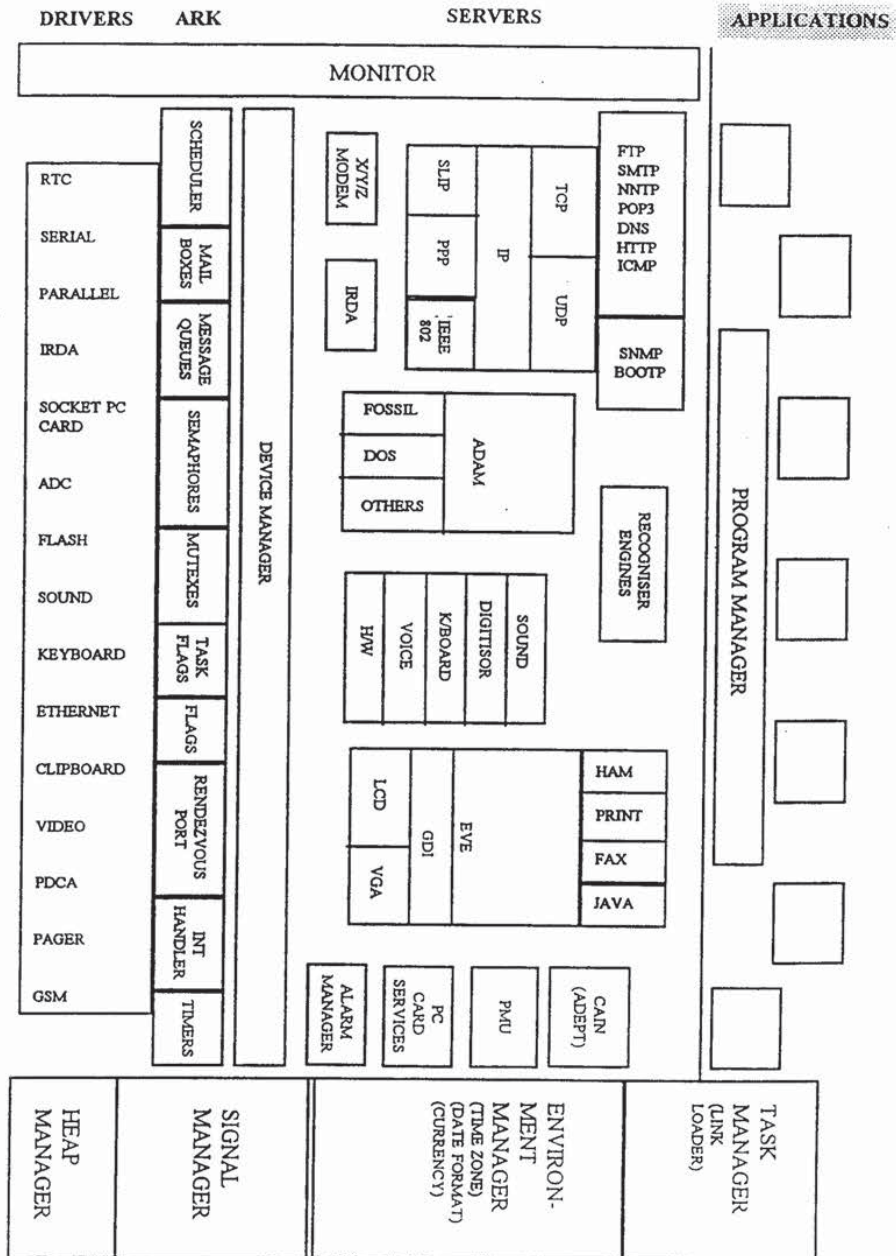 DRIVERS
ARK
SERVERS
APPLICATIONS
MONITOR
RTC
SERIAL
PARALLEL
IRDA
SOCKET PC
CARD
ADC
FLASH
SOUND
KEYBOARD
ETHERNET
CLIPBOARD
VIDEO
PDCA
PAGER
GSM
SCHEDULER
MAIL
BOXES
MESSAGE
QUEUES
SEMAPHORES
MUTEXES
TASK
FLAGS
FLAGS
RENDEZVOUS
PORT
INT
HANDLER
TIMERS
DEVICE MANAGER
X/Y/Z
MODEM
IRDA
SLIP
PPP
IEEE
802
IP
TCP
UDP
FTP
SMTP
NNTP
POP3
DNS
HTTP
ICMP
SNMP
BOOTP
FOSSIL
DOS
OTHERS
ADAM
RECOGNISER
ENGINES
H/W
VOICE
K/BOARD
DIGITISOR
SOUND
LCD
VGA
GDI
EVE
HAM
PRINT
FAX
JAVA
ALARM
MANAGER
PC
CARD
SERVICES
PMU
CAIN
(ADEPT)
PROGRAM MANAGER
HEAP
MANAGER
SIGNAL
MANAGER
ENVIRON-
MENT
MANAGER
(TIME ZONE)
(DATE FORMAT)
(CURRENCY)
TASK
MANAGER
(LINK
LOADER)